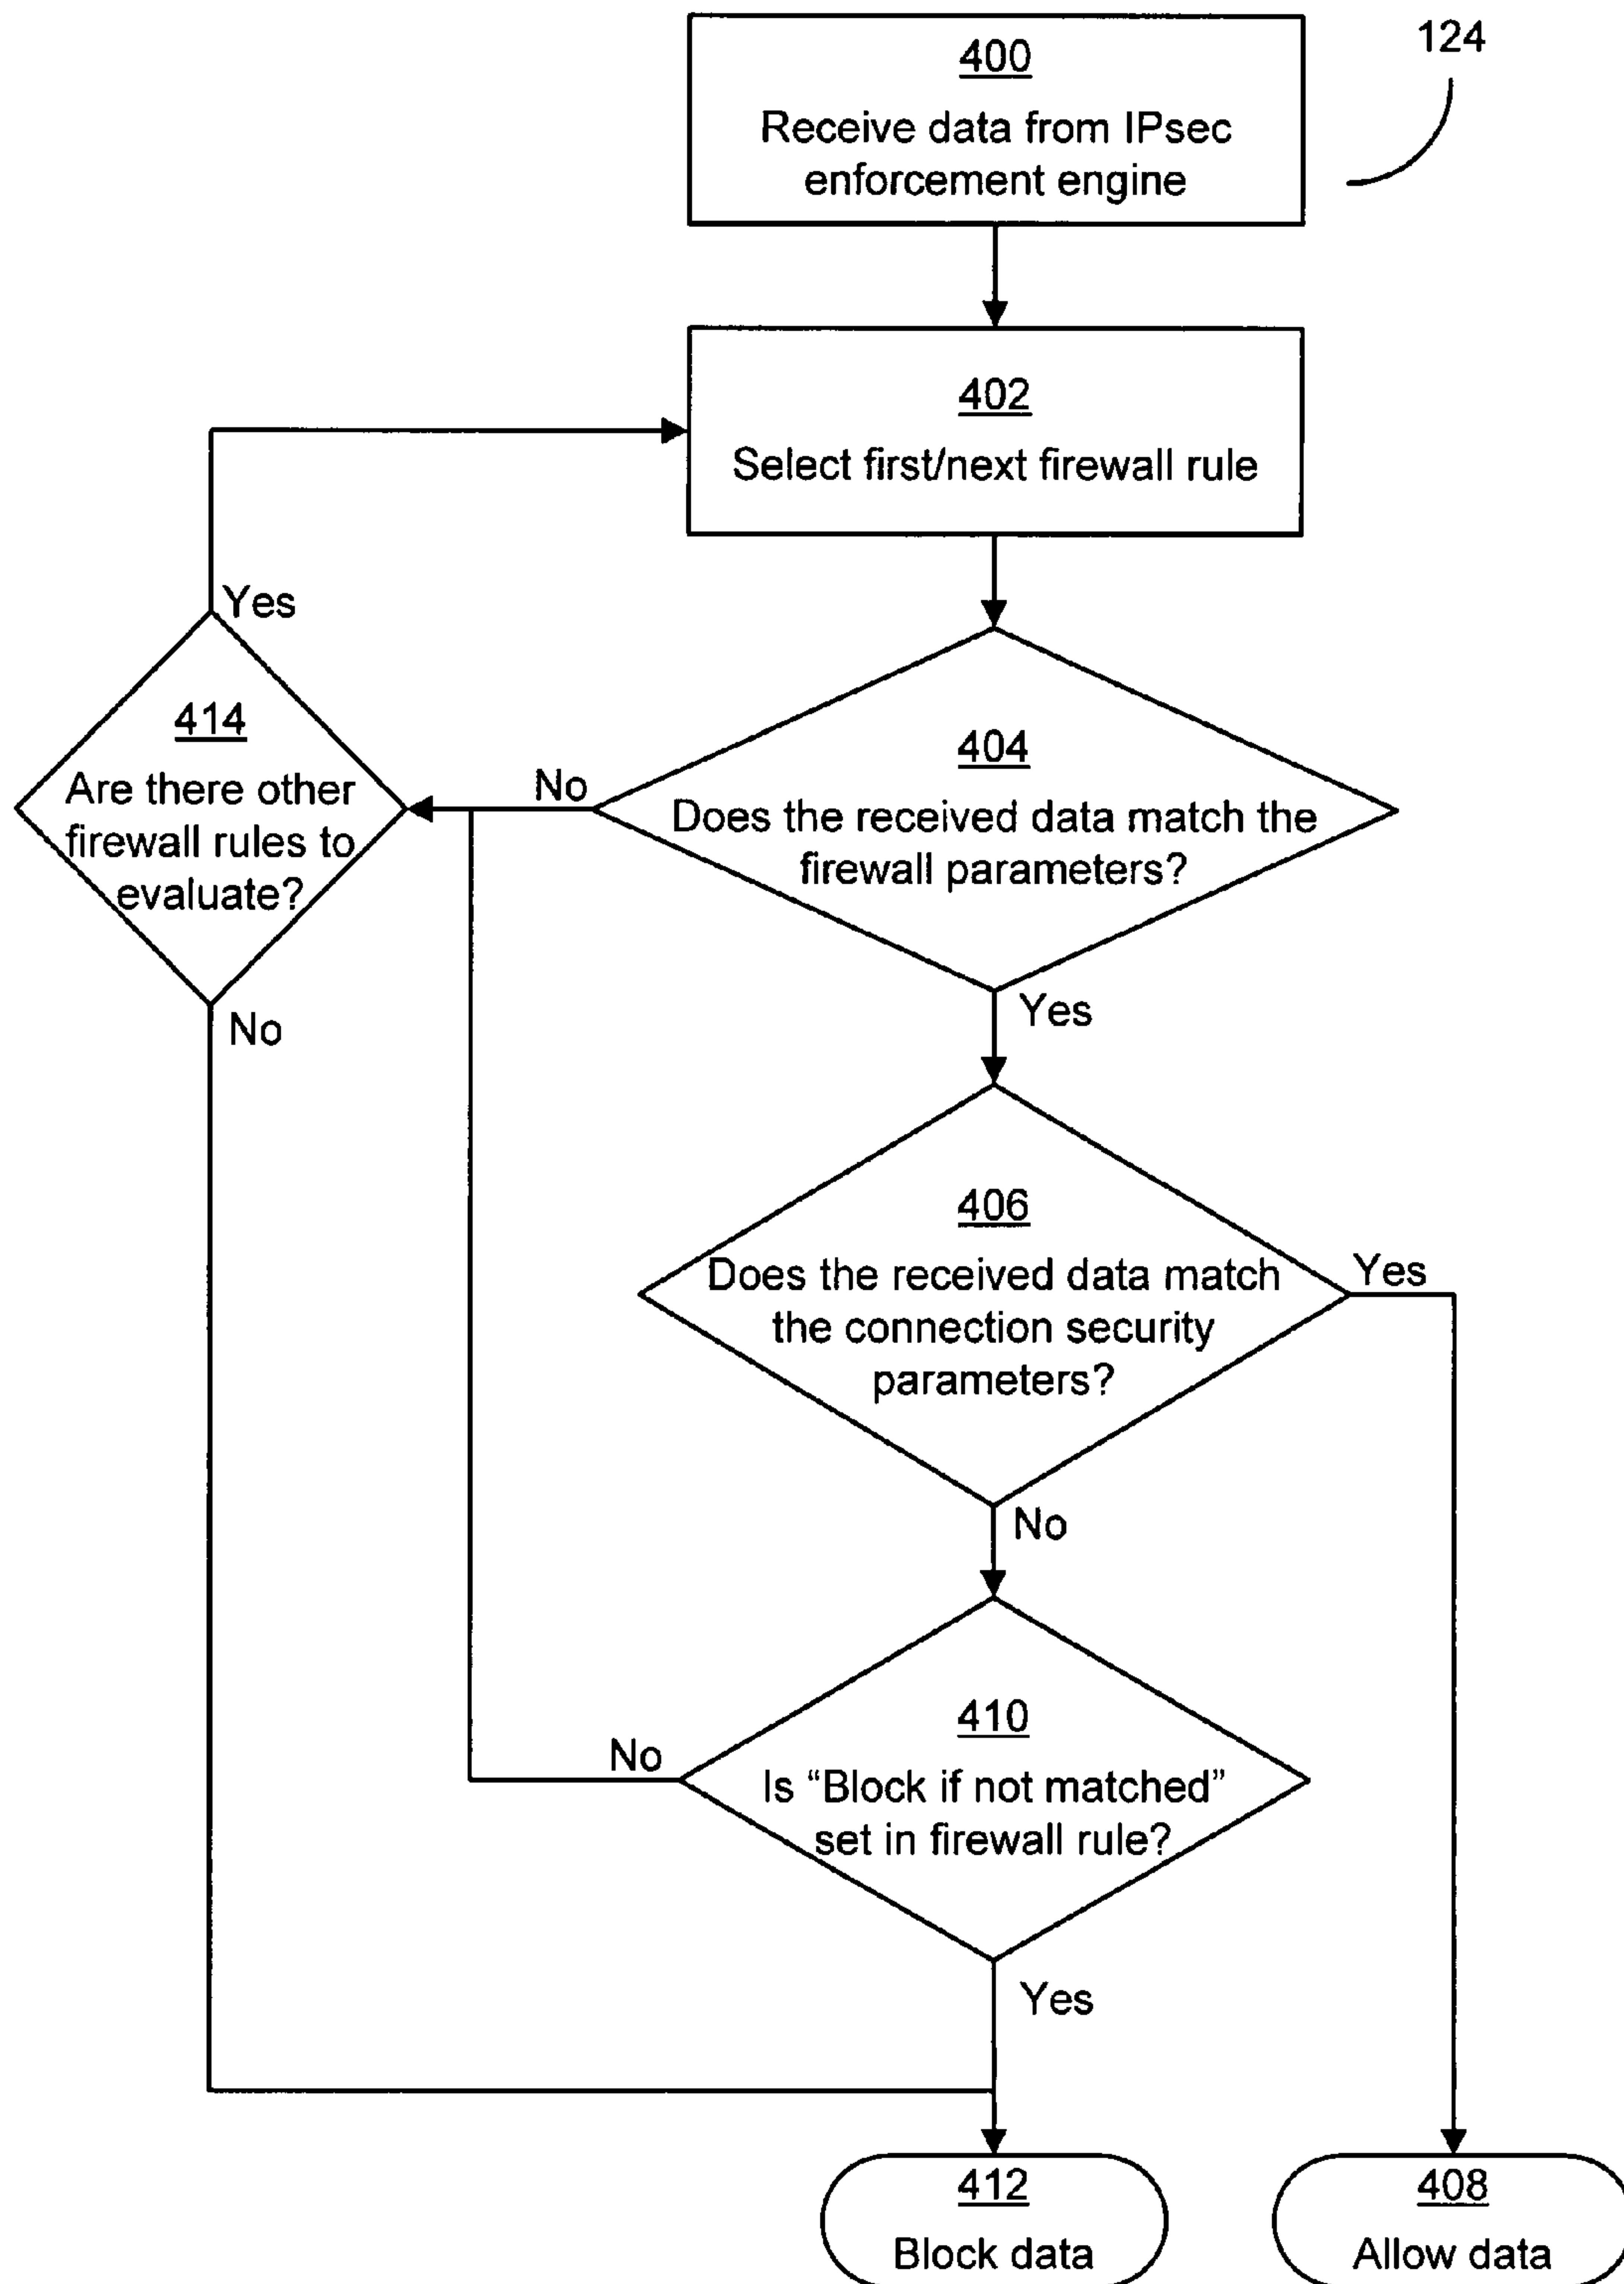 400
Receive data from IPsec
enforcement engine
124
402
Select first/next firewall rule
Yes
414
Are there other
firewall rules to
evaluate?
No
No
404
Does the received data match the
firewall parameters?
Yes
406
Does the received data match
the connection security
parameters?
Yes
No
410
Is “Block if not matched”
set in firewall rule?
No
Yes
412
Block data
408
Allow data